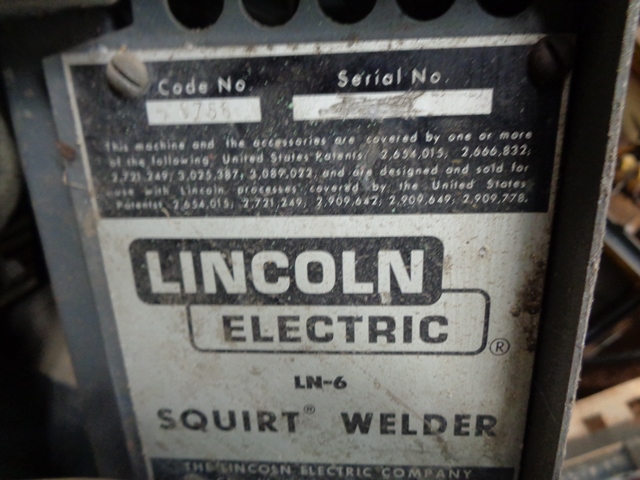 Code No.
Serial No.
This machine and the accessories are covered by one or more
of the following United States Patents, 2,654,015; 2,666,832;
2,721,249; 3,025,387; 3,089,022; and are designed and sold for
use with Lincoln processes covered by the United States
Patents, 2,654,015; 2,721,249; 2,909,642; 2,909,649; 2,909,778.
LINCOLN
ELECTRIC ®
LN-6
SQUIRT® WELDER
THE LINCOLN ELECTRIC COMPANY